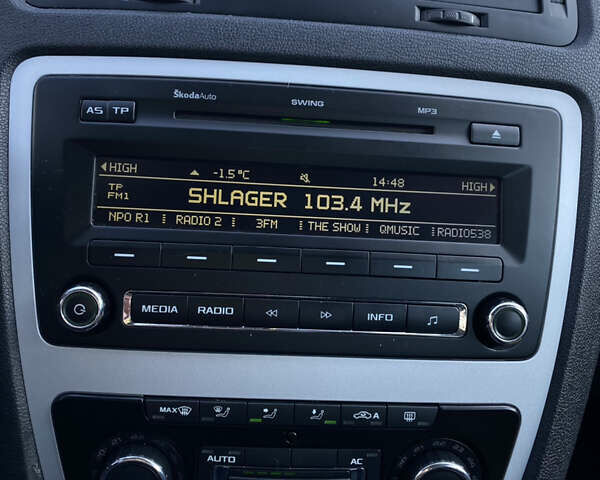 ŠkodaAuto SWING MP3
AS TP
HIGH -1.5°C 14:48 HIGH
TP
FM1
SHLAGER 103.4 MHz
NPO R1 RADIO 2 3FM THE SHOW QMUSIC RADIO538
MEDIA RADIO INFO
MAX A
AUTO AC